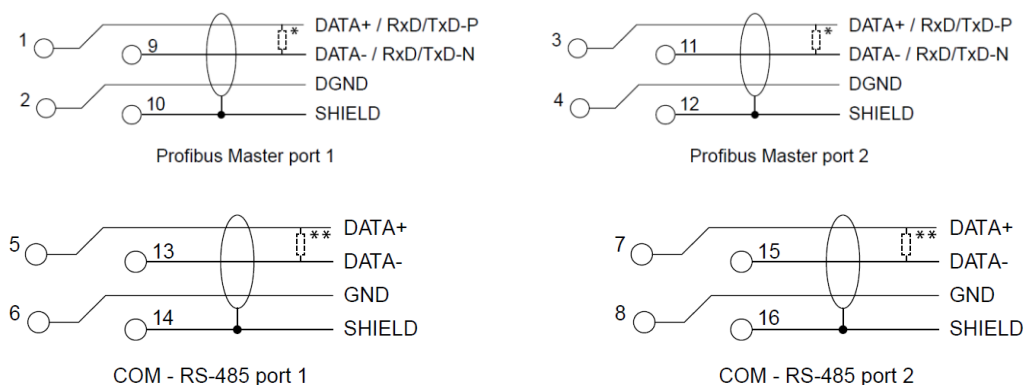 1 9 * DATA+ / RxD/TxD-P
DATA- / RxD/TxD-N
2 10 DGND
SHIELD
Profibus Master port 1
3 11 * DATA+ / RxD/TxD-P
DATA- / RxD/TxD-N
4 12 DGND
SHIELD
Profibus Master port 2
5 13 ** DATA+
DATA-
6 14 GND
SHIELD
COM - RS-485 port 1
7 15 ** DATA+
DATA-
8 16 GND
SHIELD
COM - RS-485 port 2